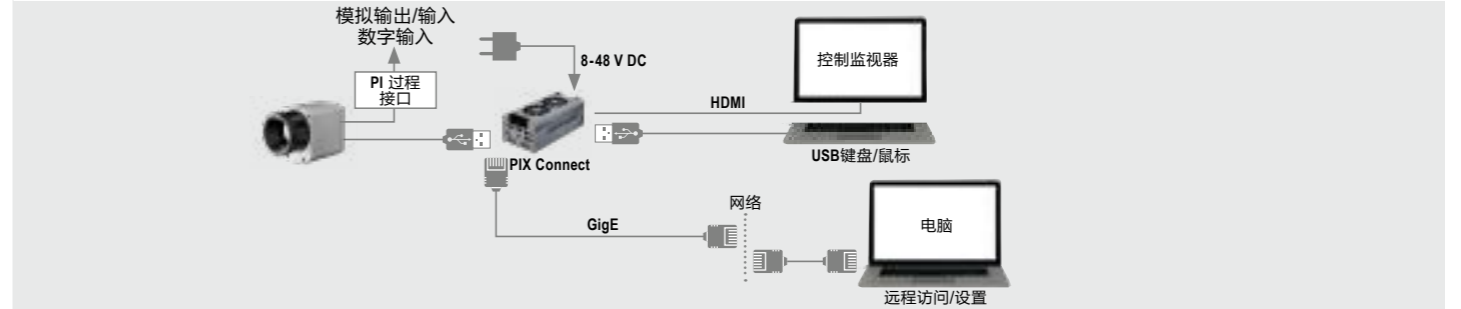 模拟输出/输入
数字输入
PI 过程
接口
8-48 V DC
控制监视器
HDMI
USB键盘/鼠标
PIX Connect
网络
GigE
电脑
远程访问/设置